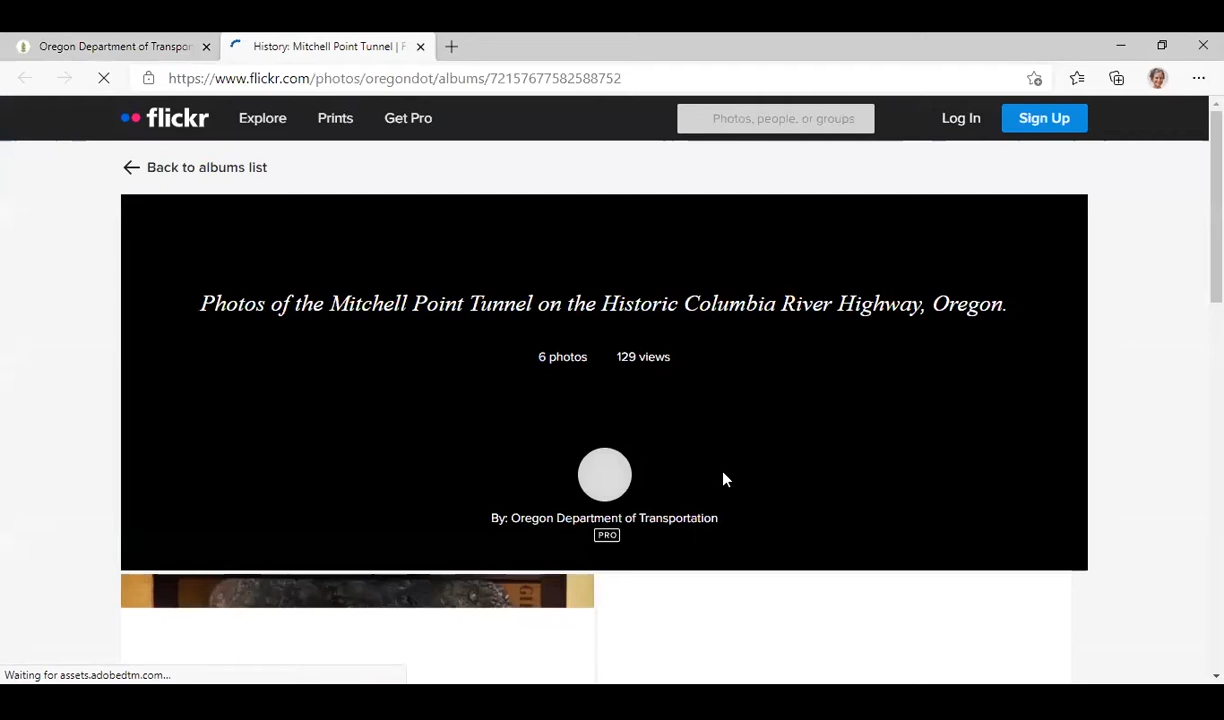 Oregon Department of Transpor
History: Mitchell Point Tunnel | F
https://www.flickr.com/photos/oregondot/albums/72157677582588752
flickr
Explore
Prints
Get Pro
Photos, people, or groups
Log In
Sign Up
Back to albums list
Photos of the Mitchell Point Tunnel on the Historic Columbia River Highway, Oregon.
6 photos
129 views
By: Oregon Department of Transportation
PRO
Waiting for assets.adobedtm.com...